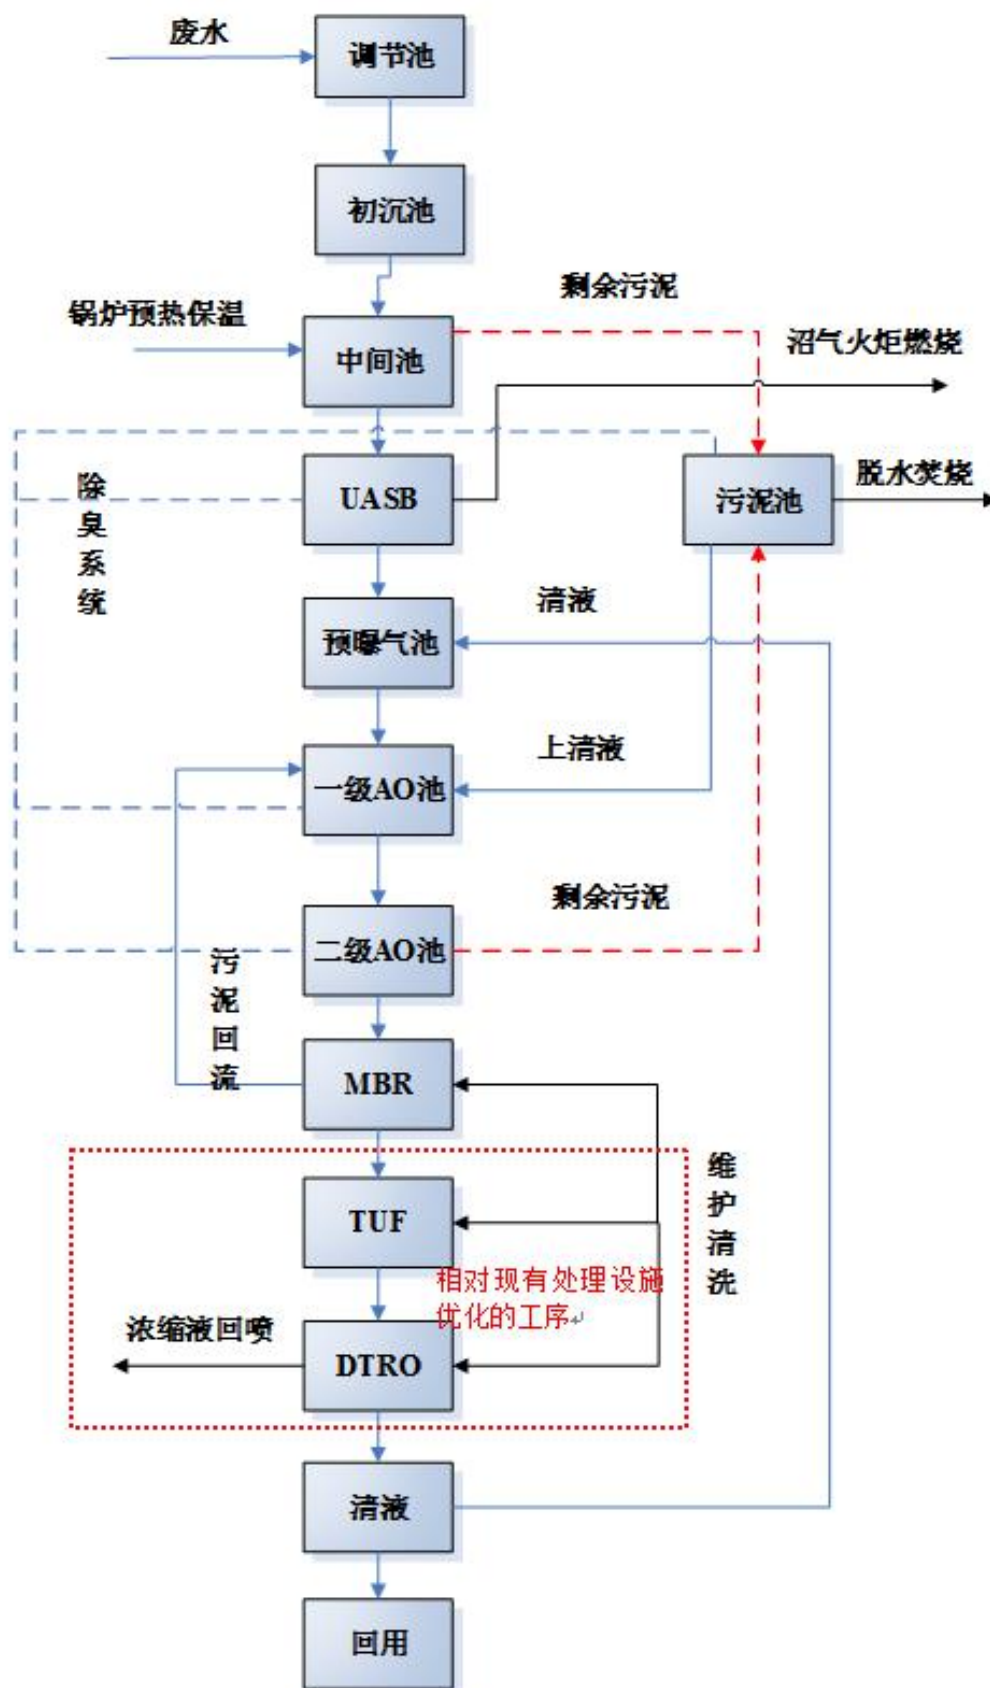 废水
调节池
初沉池
剩余污泥
锅炉预热保温
沼气火炬燃烧
中间池
除臭系统
UASB
污泥池
脱水焚烧
清液
预曝气池
上清液
一级AO池
剩余污泥
二级AO池
污泥回流
MBR
维护清洗
TUF
相对现有处理设施
优化的工序
浓缩液回喷
DTRO
清液
回用